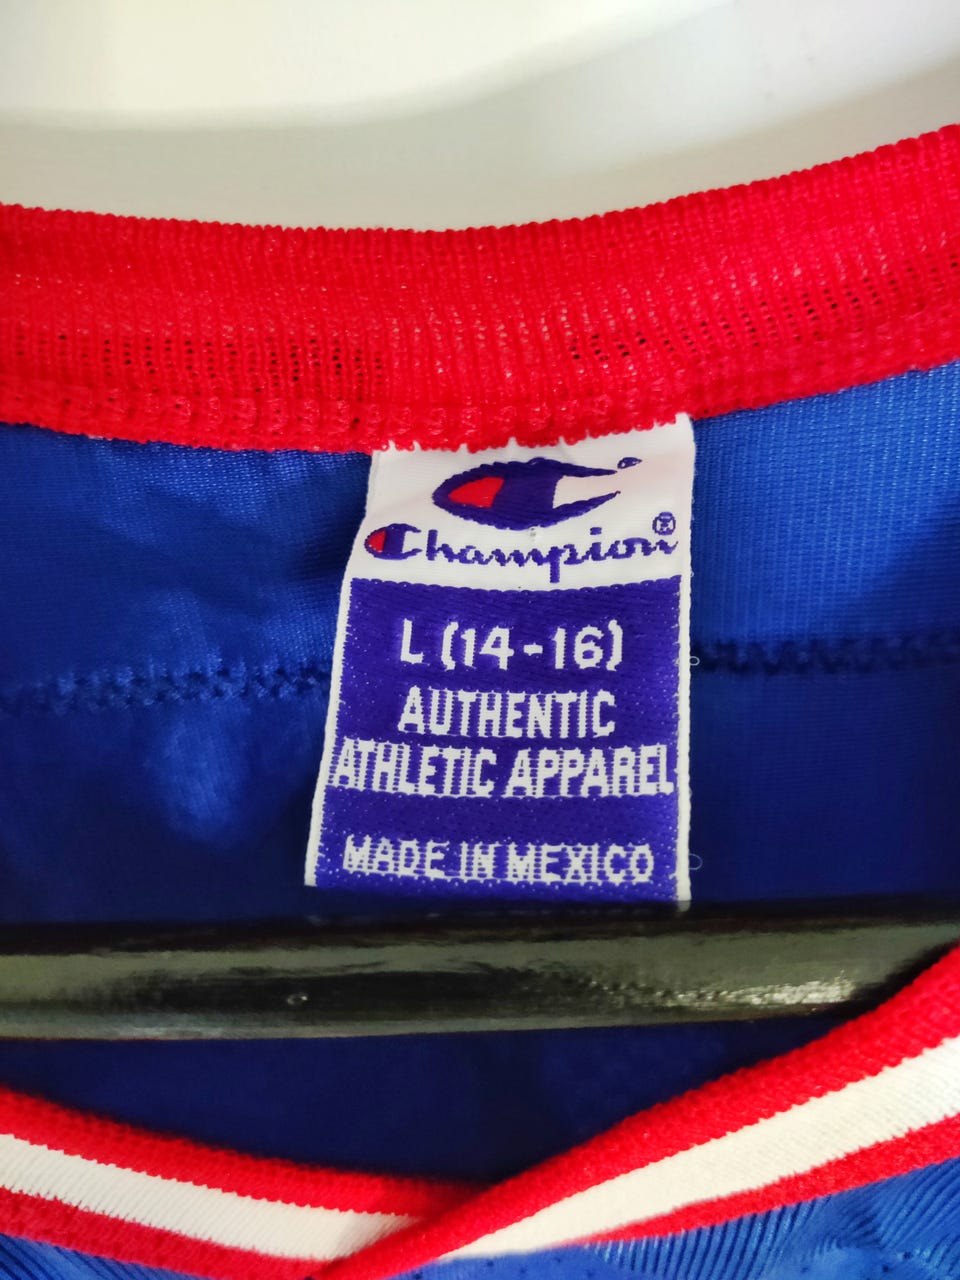 Champion®
L (14-16)
AUTHENTIC
ATHLETIC APPAREL
MADE IN MEXICO